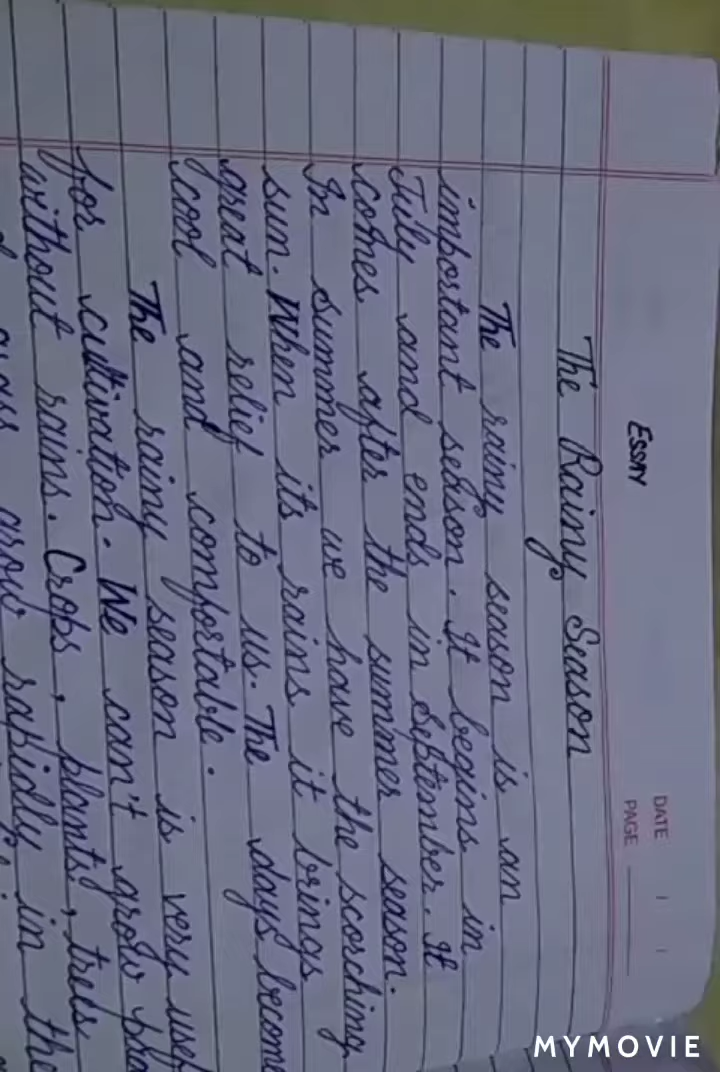 ESSAY
DATE
PAGE
The Rainy Season
The rainy season is an
important season. It begins in
July and ends in September. It
comes after the summer season.
In summer we have the scorching
sun. When its rains it brings
great relief to us. The days become
cool and comfortable.
The rainy season is very usef
for cultivation. We can't grow
without rains. Crops, plants, trees
grass grow rapidly in the
MYMOVIE